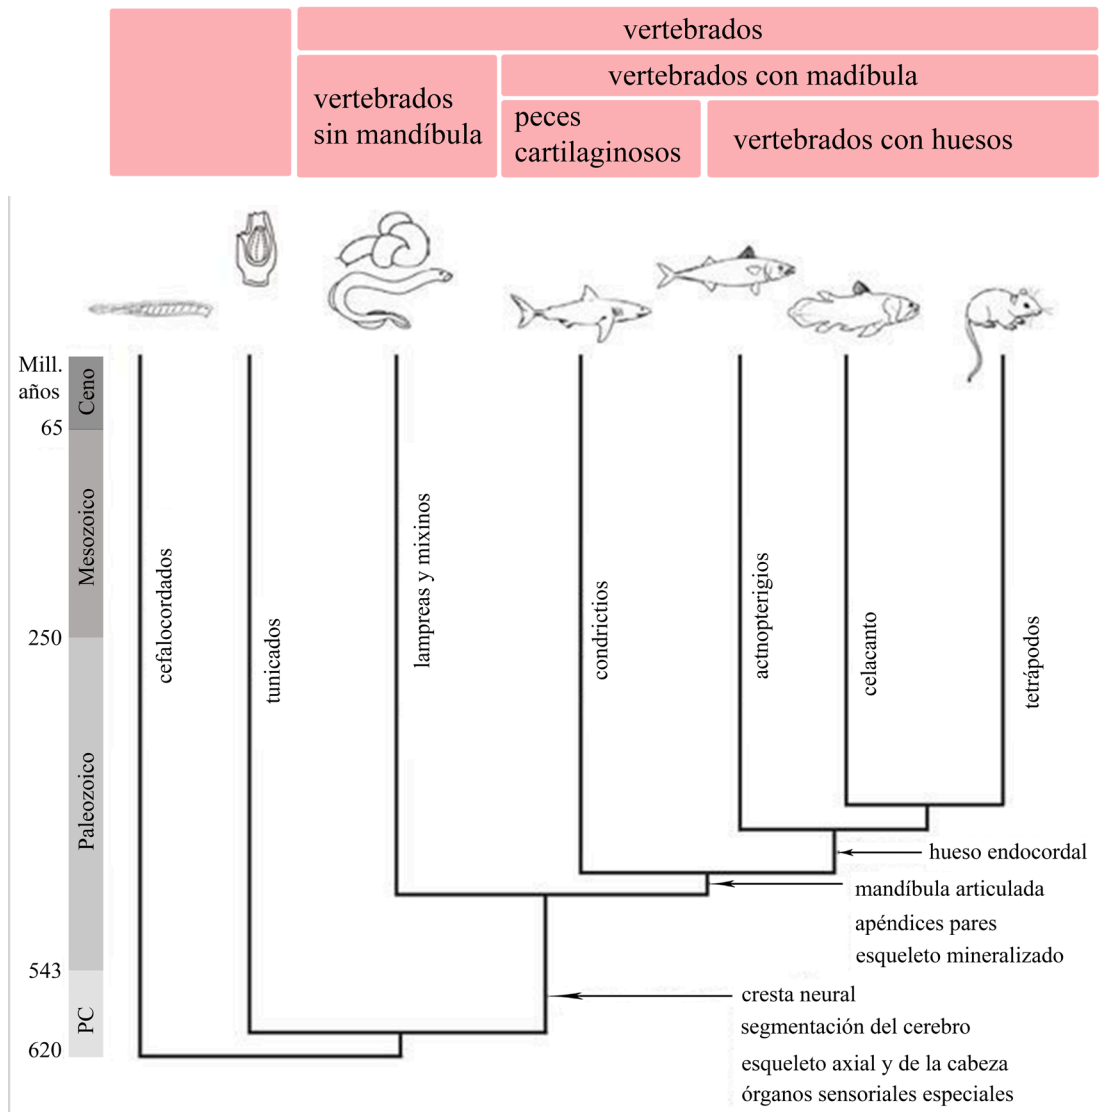 vertebrados
vertebrados con madíbula
vertebrados
sin mandíbula
peces
cartilaginosos
vertebrados con huesos
Mill.
años
Ceno
65
Mesozoico
250
Paleozoico
543
PC
620
cefalocordados
tunicados
lampreas y mixinos
condrictios
actnopterigios
celacanto
tetrápodos
hueso endocordal
mandíbula articulada
apéndices pares
esqueleto mineralizado
cresta neural
segmentación del cerebro
esqueleto axial y de la cabeza
órganos sensoriales especiales